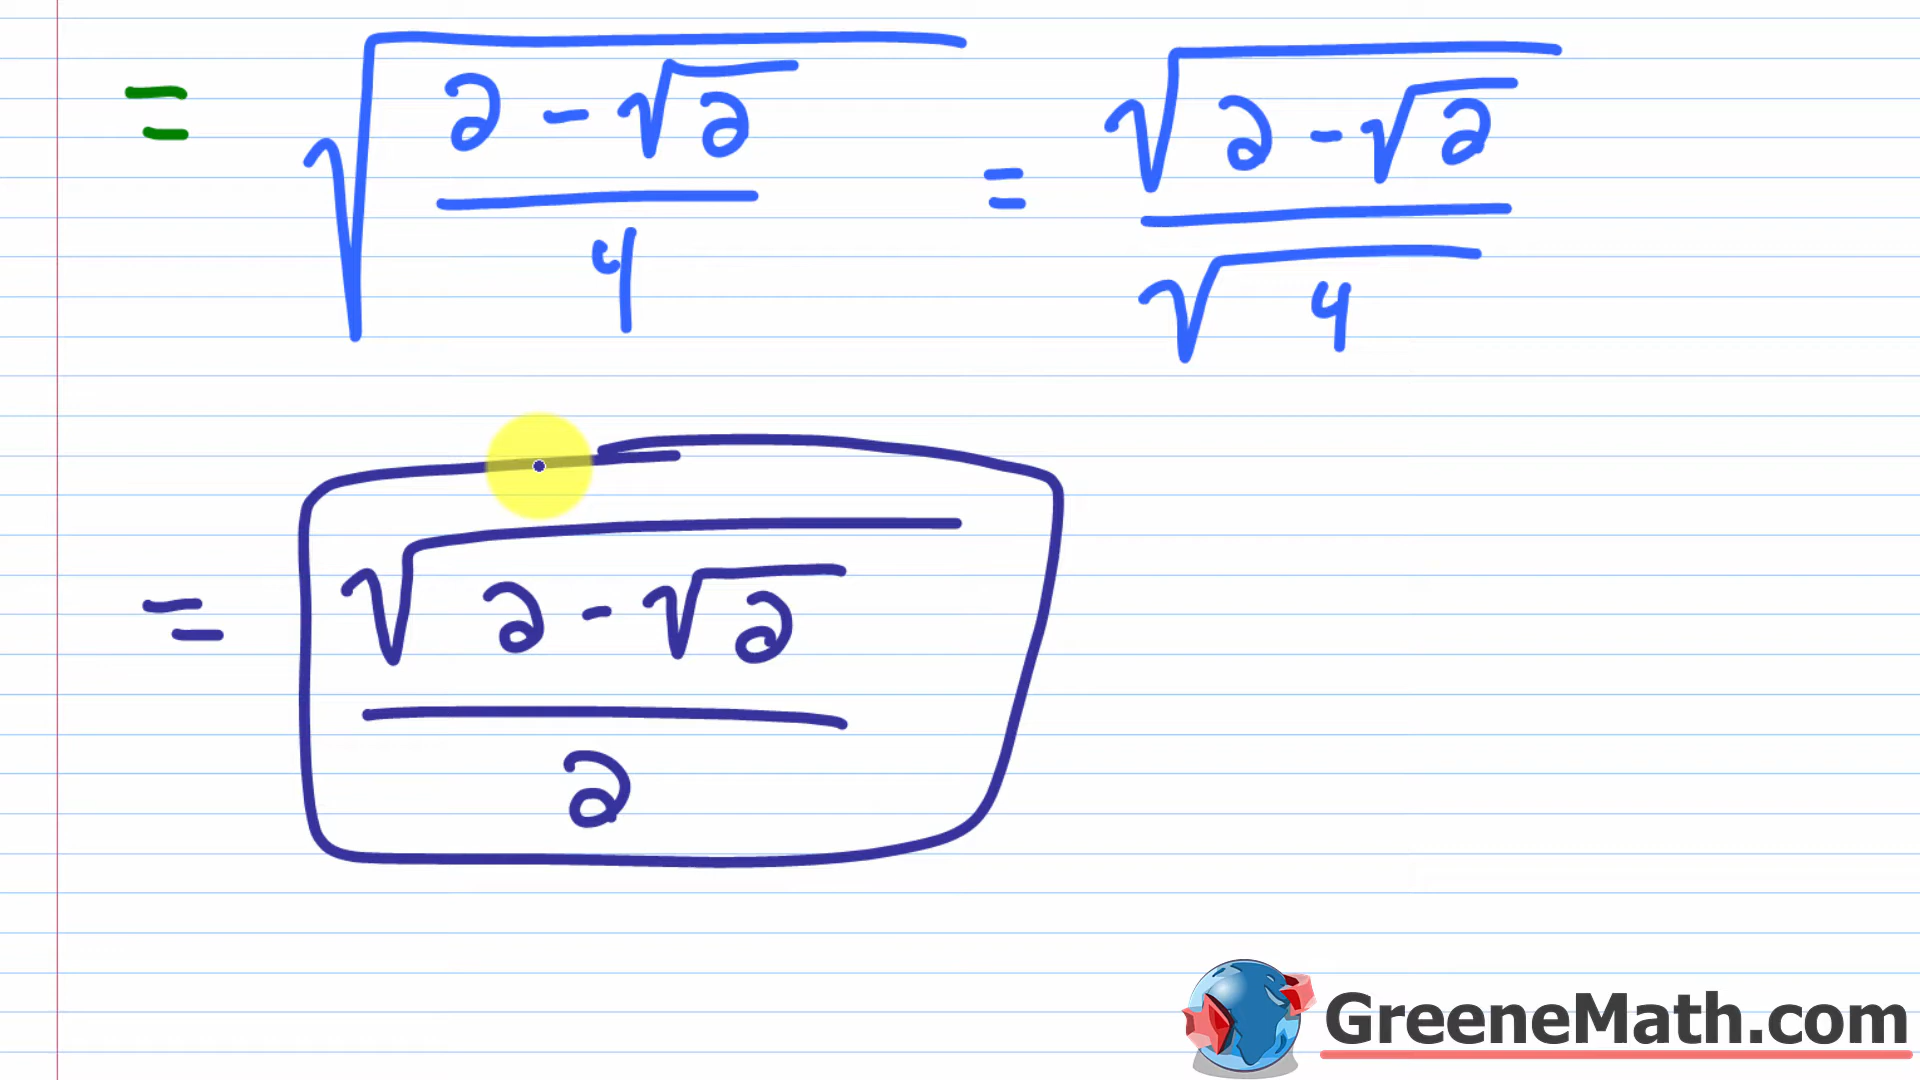 = √((2 - √2)/4) = √(2 - √2)/√4
= √(2 - √2)/2
GreeneMath.com